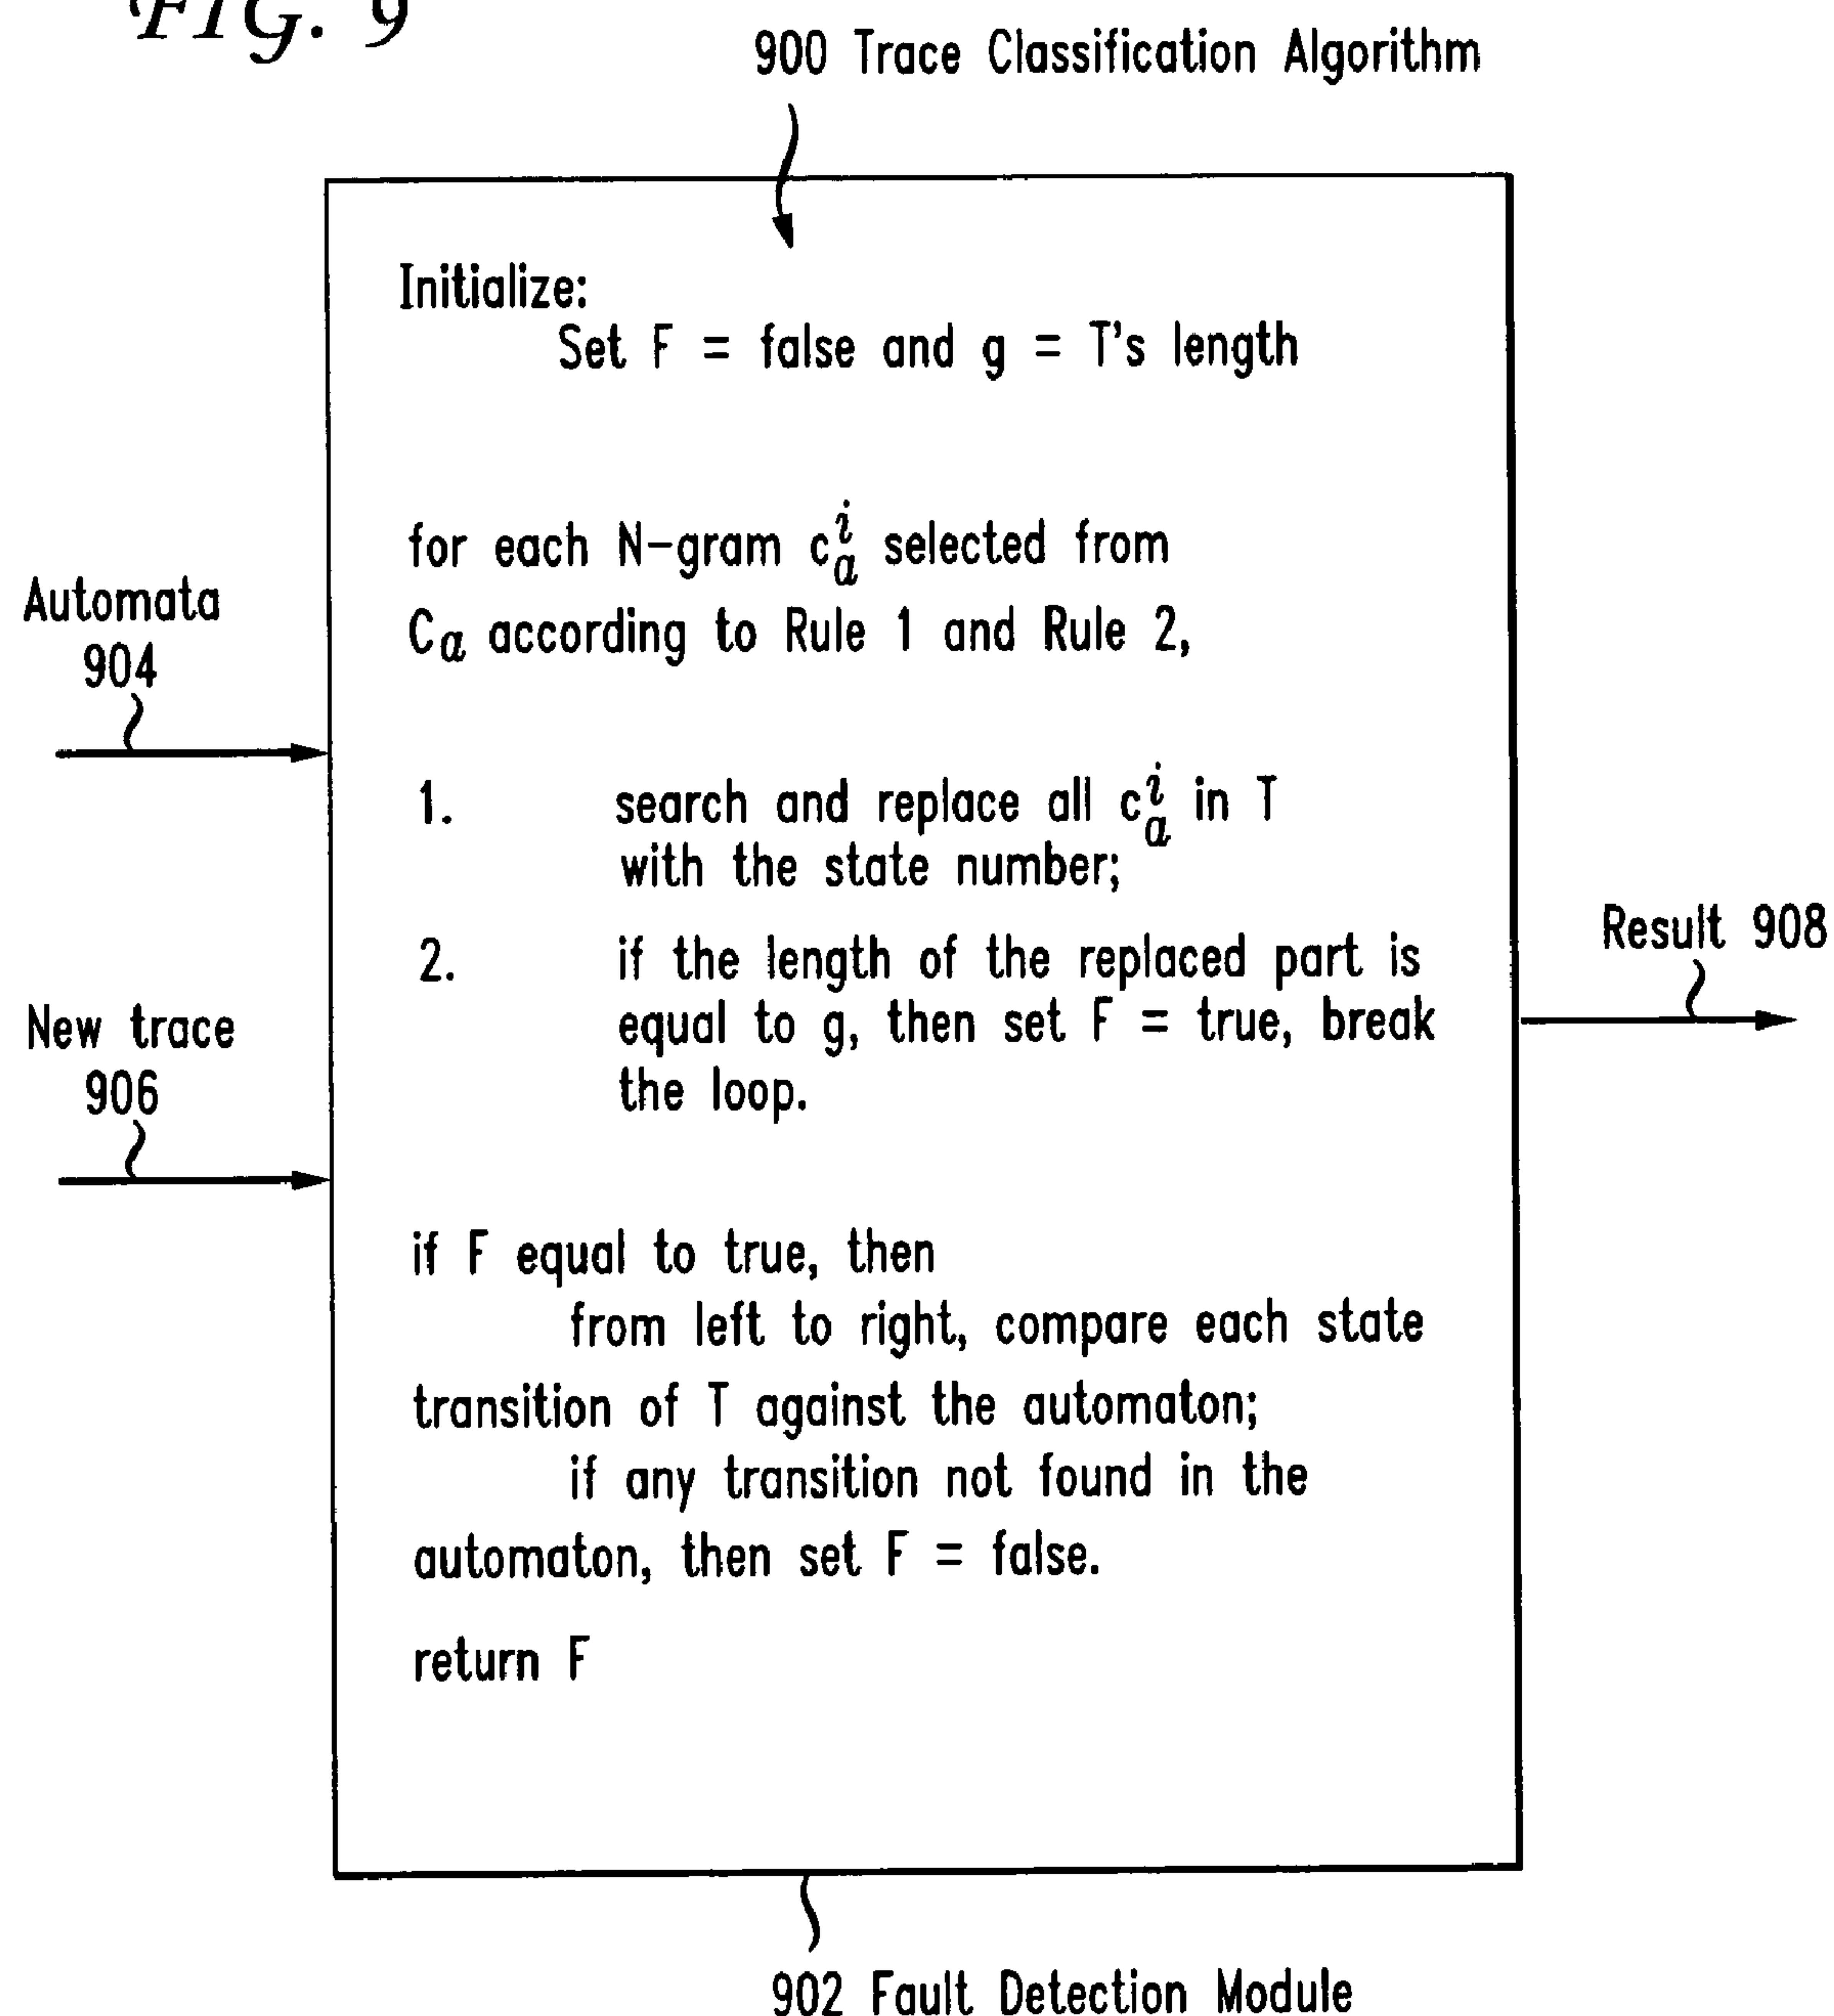 FIG. 9
900 Trace Classification Algorithm
Initialize:
Set F = false and g = T's length
for each N-gram c_a^i selected from
C_a according to Rule 1 and Rule 2,
Automata
904
1. search and replace all c_a^i in T
with the state number;
2. if the length of the replaced part is
equal to g, then set F = true, break
the loop.
Result 908
New trace
906
if F equal to true, then
from left to right, compare each state
transition of T against the automaton;
if any transition not found in the
automaton, then set F = false.
return F
902 Fault Detection Module